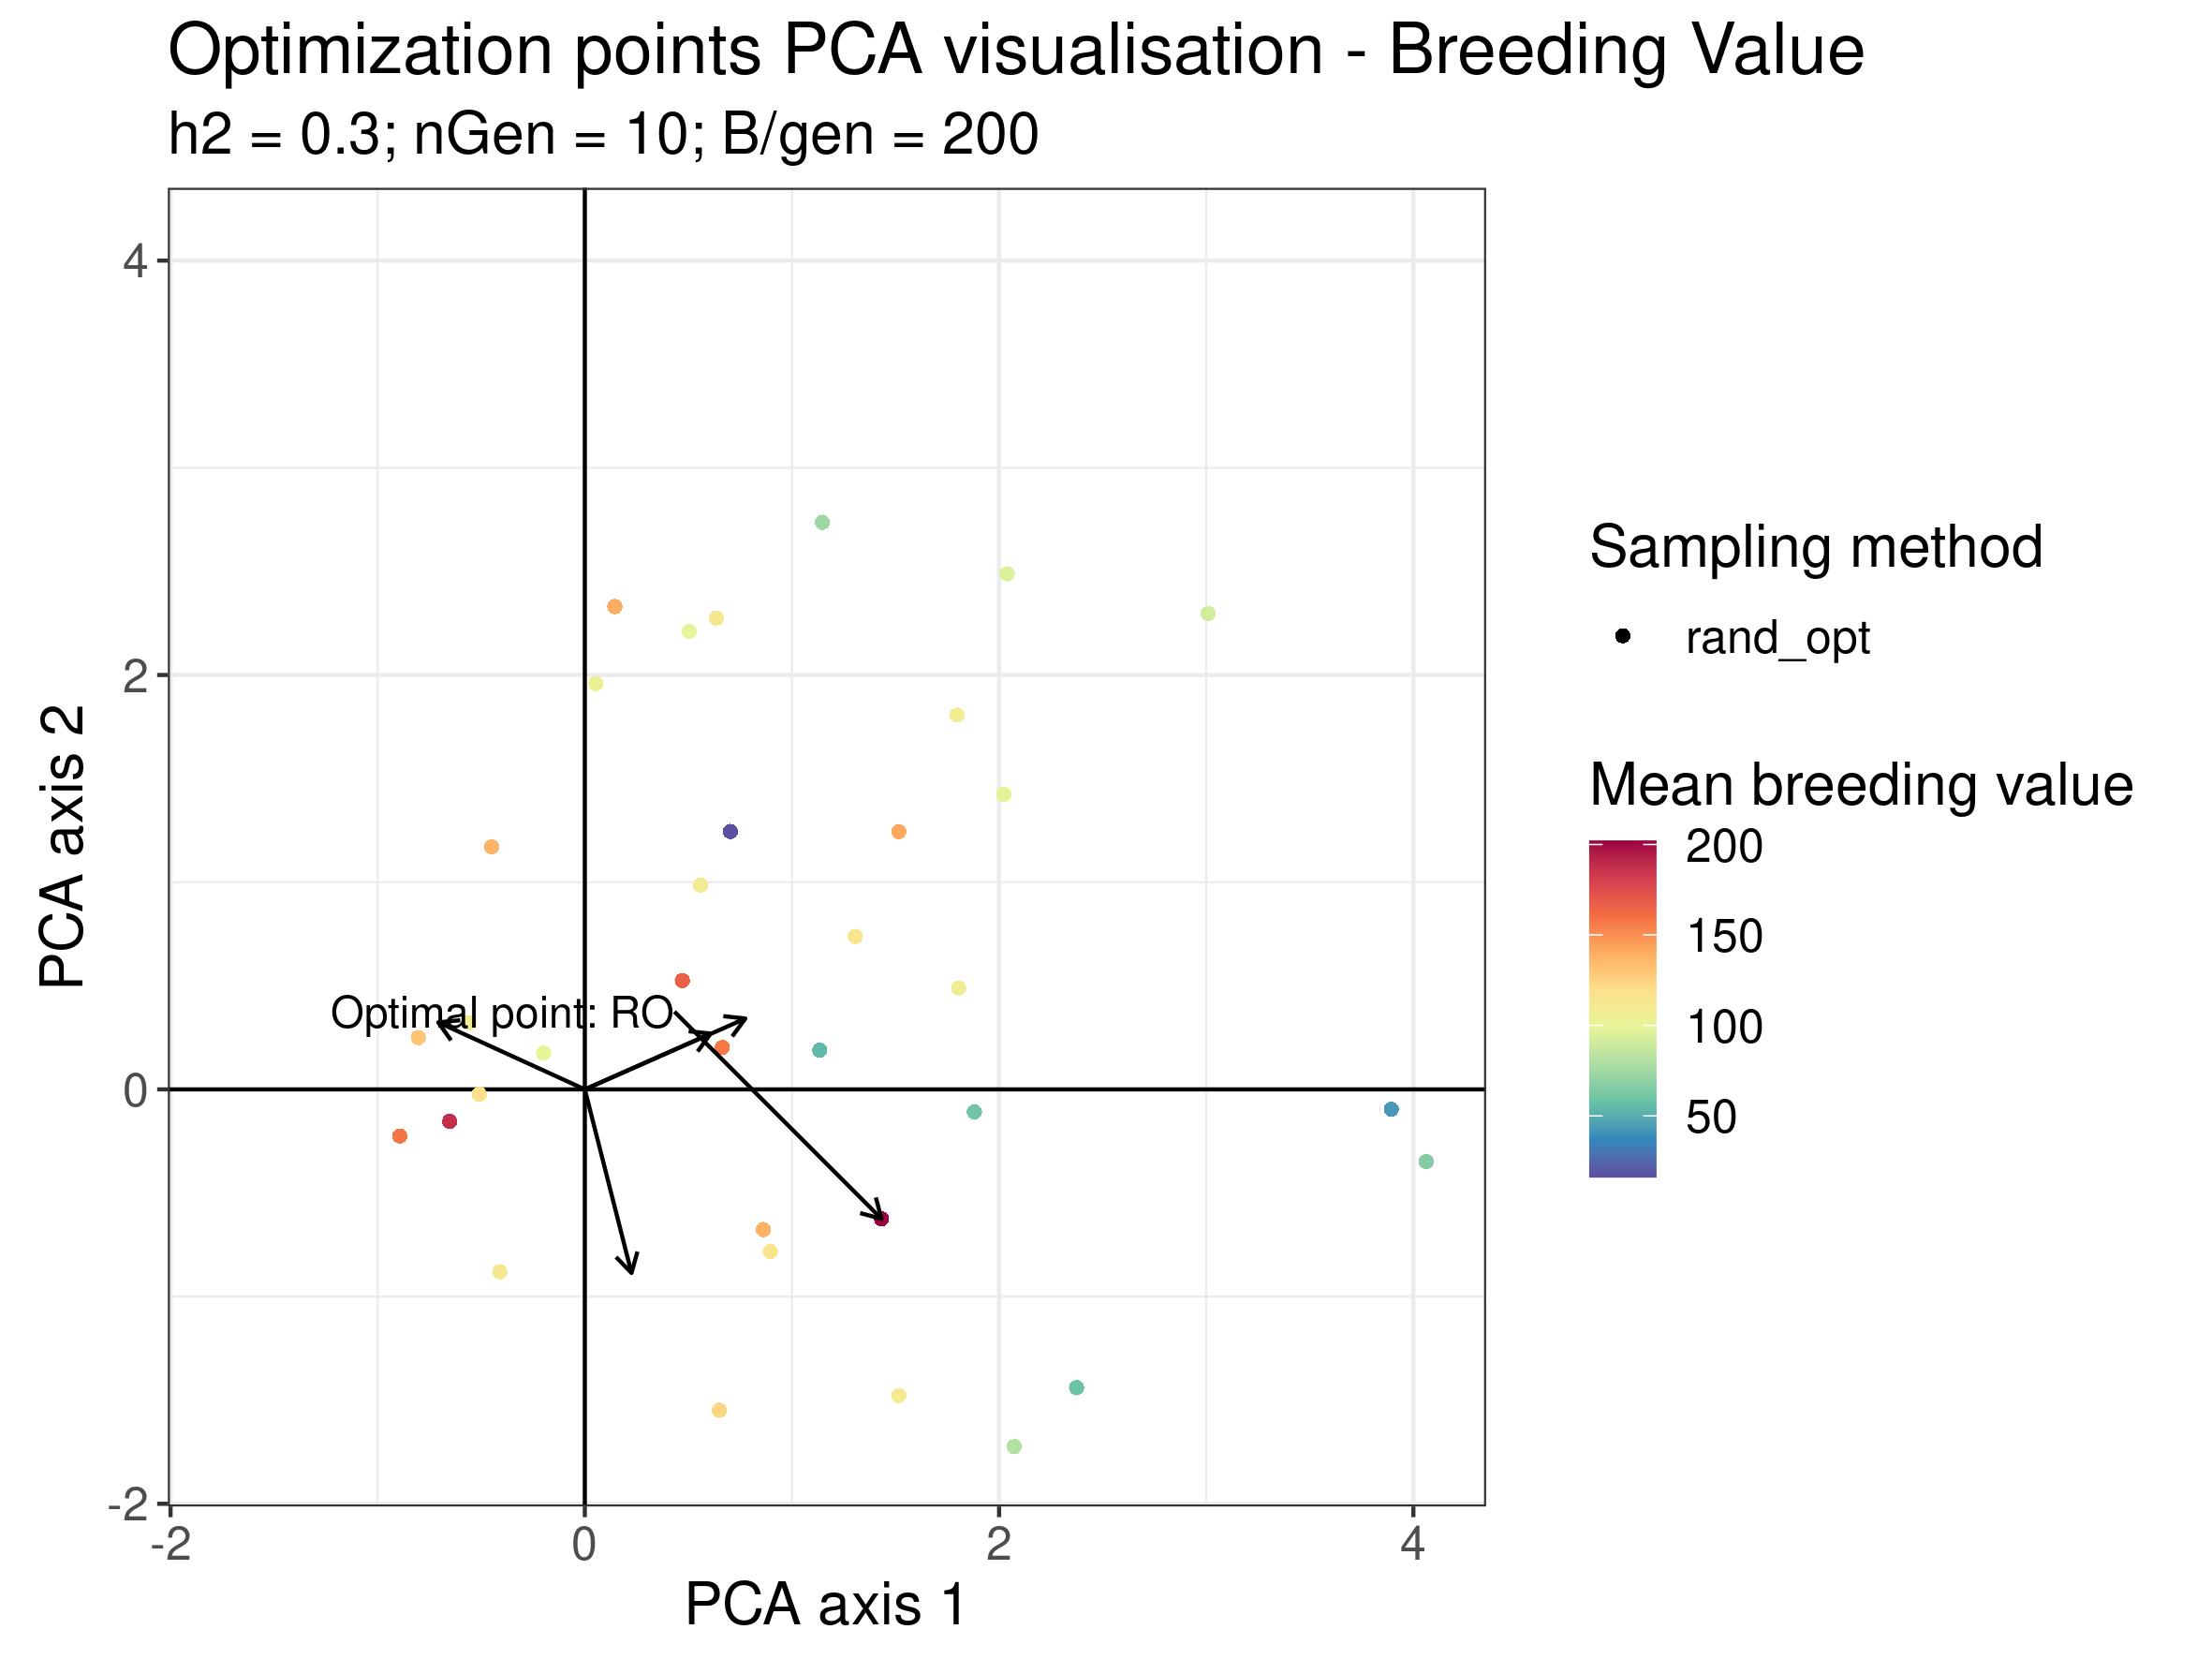 Optimization points PCA visualisation - Breeding Value
h2 = 0.3; nGen = 10; B/gen = 200
4
2
0
-2
-2
0
2
4
PCA axis 1
PCA axis 2
Optimal point: RO
Sampling method
rand_opt
Mean breeding value
200
150
100
50